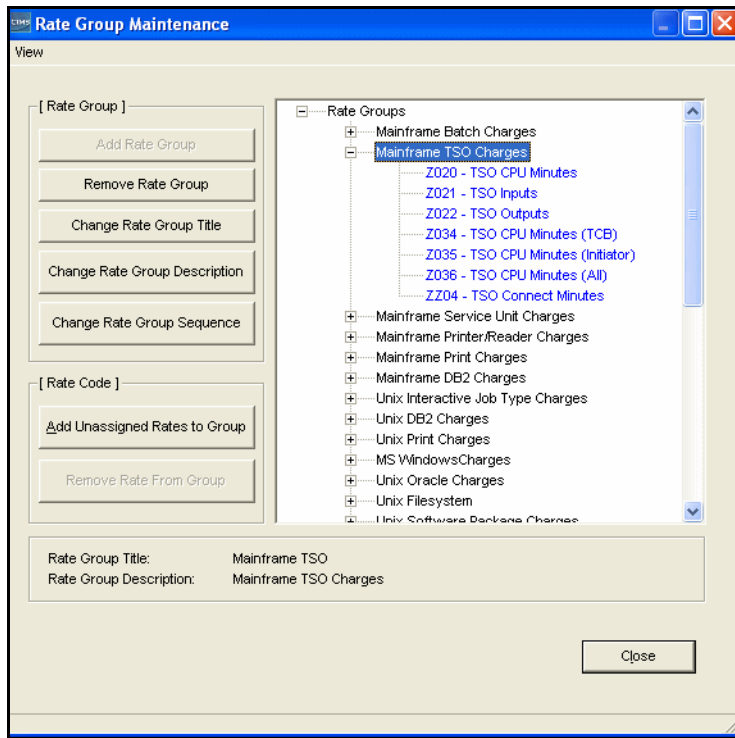 CIMS Rate Group Maintenance
View
[ Rate Group ]
Add Rate Group
Remove Rate Group
Change Rate Group Title
Change Rate Group Description
Change Rate Group Sequence
[ Rate Code ]
Add Unassigned Rates to Group
Remove Rate From Group
Rate Groups
Mainframe Batch Charges
Mainframe TSO Charges
Z020 - TSO CPU Minutes
Z021 - TSO Inputs
Z022 - TSO Outputs
Z034 - TSO CPU Minutes (TCB)
Z035 - TSO CPU Minutes (Initiator)
Z036 - TSO CPU Minutes (All)
ZZ04 - TSO Connect Minutes
Mainframe Service Unit Charges
Mainframe Printer/Reader Charges
Mainframe Print Charges
Mainframe DB2 Charges
Unix Interactive Job Type Charges
Unix DB2 Charges
Unix Print Charges
MS WindowsCharges
Unix Oracle Charges
Unix Filesystem
Unix Software Package Charges
Rate Group Title: Mainframe TSO
Rate Group Description: Mainframe TSO Charges
Close